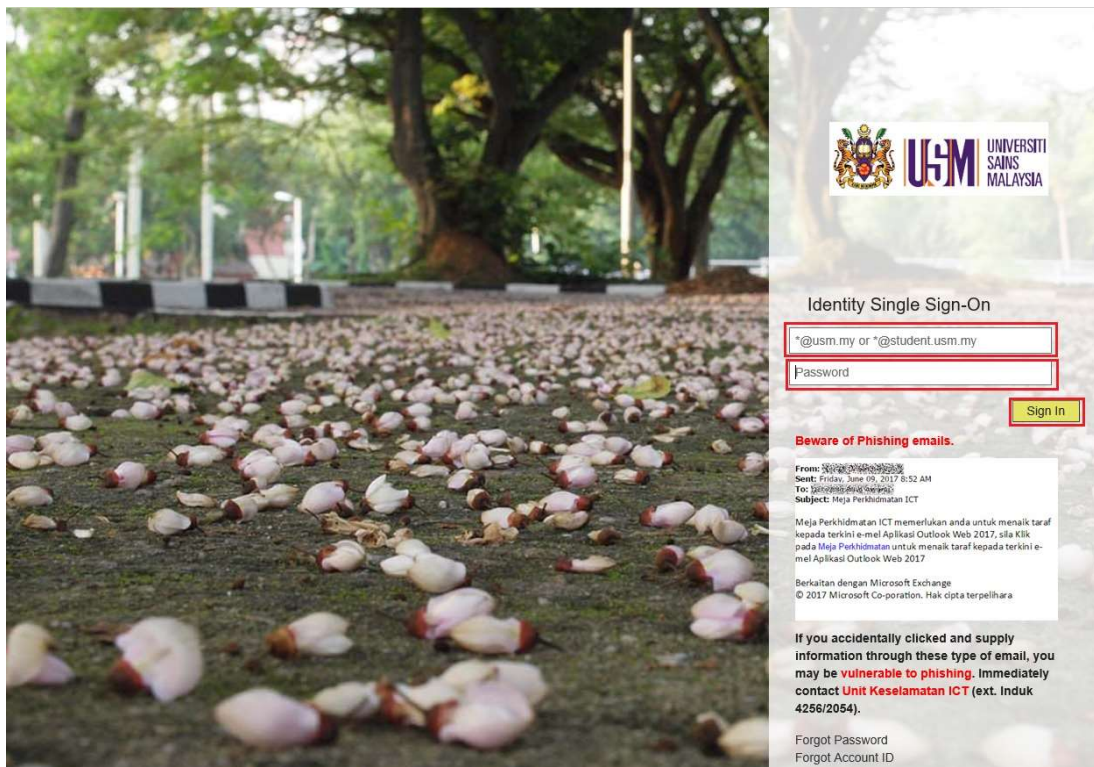 USM UNIVERSITI
SAINS
MALAYSIA
Identity Single Sign-On
*@usm.my or *@student.usm.my
Password
Sign In
Beware of Phishing emails.
From:
Sent: Friday, June 09, 2017 8:52 AM
To:
Subject: Meja Perkhidmatan ICT
Meja Perkhidmatan ICT memerlukan anda untuk menaik taraf
kepada terkini e-mel Aplikasi Outlook Web 2017, sila Klik
pada Meja Perkhidmatan untuk menaik taraf kepada terkini e-
mel Aplikasi Outlook Web 2017
Berkaitan dengan Microsoft Exchange
© 2017 Microsoft Co-poration. Hak cipta terpelihara
If you accidentally clicked and supply
information through these type of email, you
may be vulnerable to phishing. Immediately
contact Unit Keselamatan ICT (ext. Induk
4256/2054).
Forgot Password
Forgot Account ID